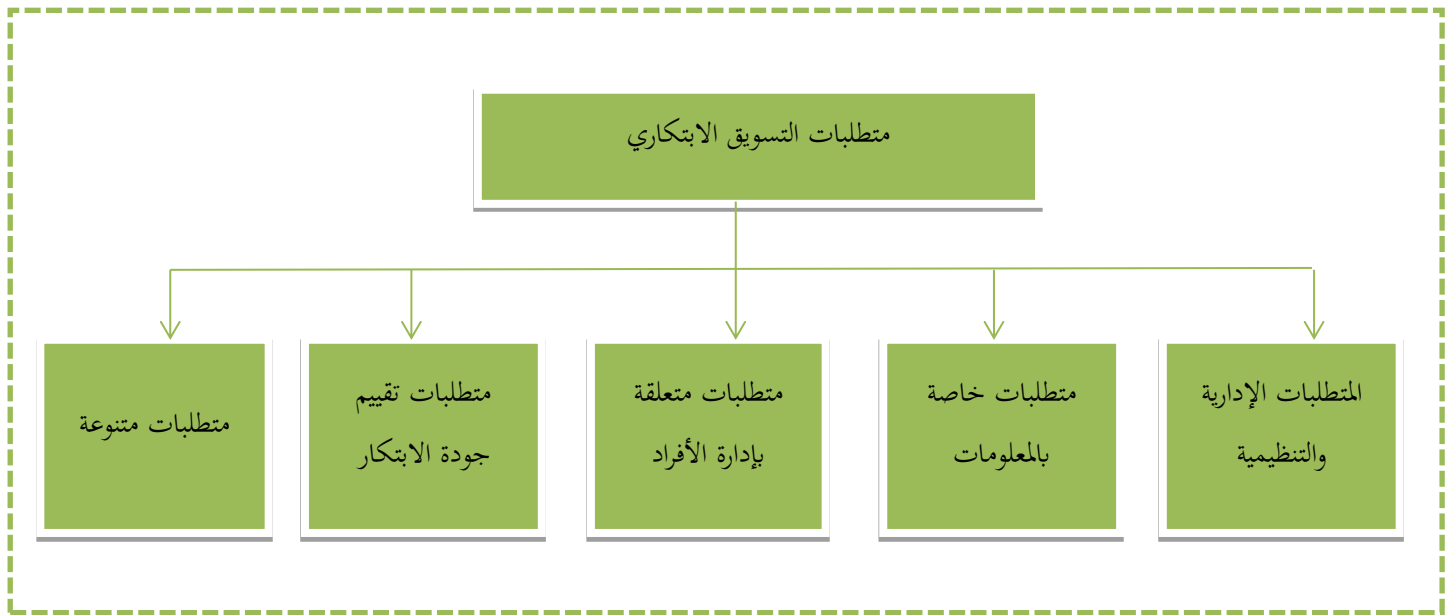 متطلبات التسويق الابتكاري
المتطلبات الإدارية
والتنظيمية
متطلبات خاصة
بالمعلومات
متطلبات متعلقة
بإدارة الأفراد
متطلبات تقييم
جودة الابتكار
متطلبات متنوعة